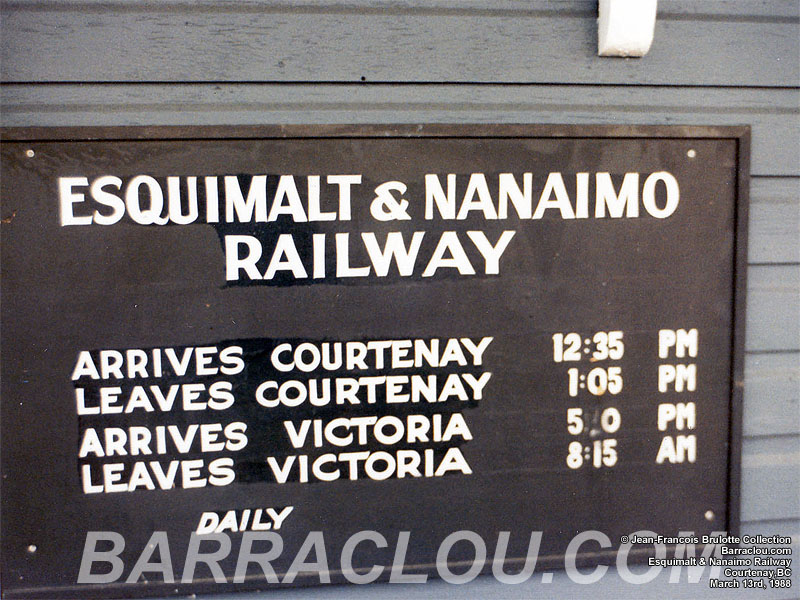 ESQUIMALT & NANAIMO
RAILWAY
ARRIVES COURTENAY 12:35 PM
LEAVES COURTENAY 1:05 PM
ARRIVES VICTORIA PM
LEAVES VICTORIA 8:15 AM
DAILY
BARRACLOU.COM
© Jean-Francois Brulotte Collection
Barraclou.com
Esquimalt & Nanaimo Railway
Courtenay,BC
March 13rd, 1988